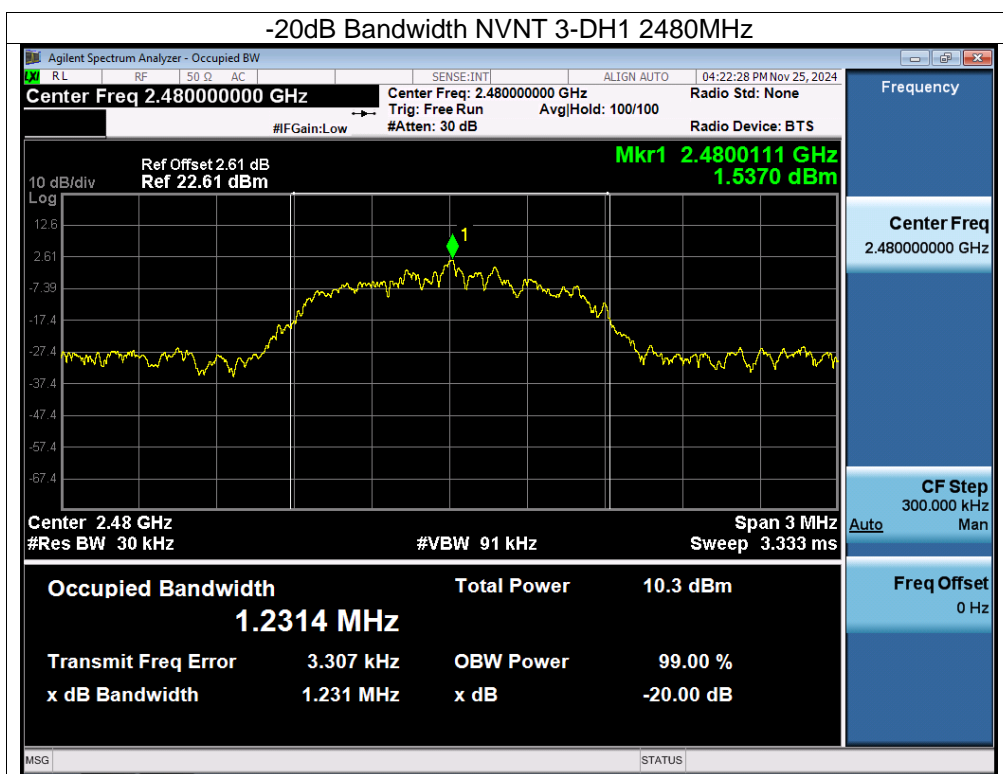 -20dB Bandwidth NVNT 3-DH1 2480MHz
Agilent Spectrum Analyzer - Occupied BW
LXI RL RF 50 Ω AC SENSE:INT ALIGN AUTO 04:22:28 PM Nov 25, 2024
Center Freq 2.480000000 GHz
Center Freq: 2.480000000 GHz
Radio Std: None
Trig: Free Run Avg|Hold: 100/100
#IFGain:Low #Atten: 30 dB Radio Device: BTS
Frequency
Mkr1 2.4800111 GHz
1.5370 dBm
Ref Offset 2.61 dB
10 dB/div Ref 22.61 dBm
Log
12.6
2.61
-7.39
-17.4
-27.4
-37.4
-47.4
-57.4
-67.4
1
Center Freq
2.480000000 GHz
Center 2.48 GHz Span 3 MHz
#Res BW 30 kHz #VBW 91 kHz Sweep 3.333 ms
CF Step
300.000 kHz
Auto Man
Freq Offset
0 Hz
Occupied Bandwidth Total Power 10.3 dBm
1.2314 MHz
Transmit Freq Error 3.307 kHz OBW Power 99.00 %
x dB Bandwidth 1.231 MHz x dB -20.00 dB
MSG STATUS